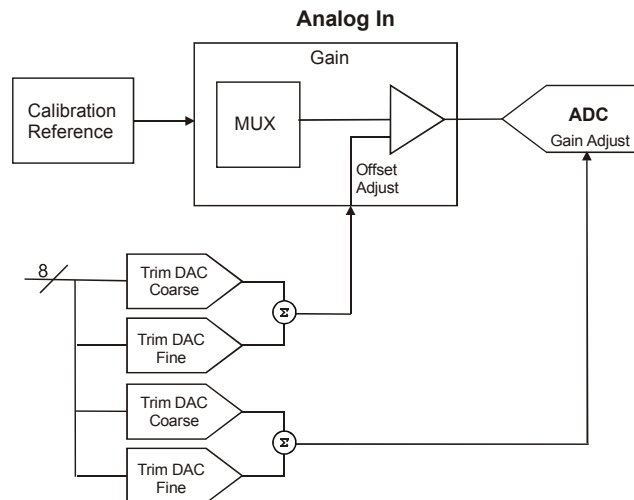 Analog In
Gain
Calibration
Reference
MUX
ADC
Gain Adjust
Offset
Adjust
8
Trim DAC
Coarse
Σ
Trim DAC
Fine
Trim DAC
Coarse
Σ
Trim DAC
Fine